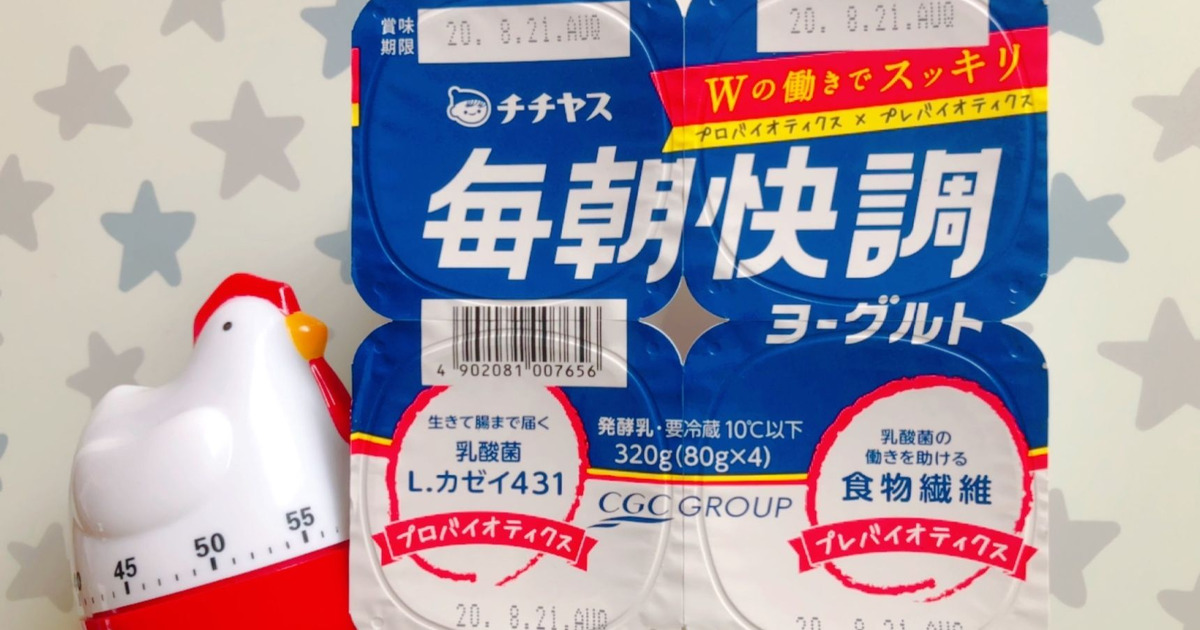 賞味
期限
20. 8.21.AUQ
20. 8.21.AUQ
Wの働きでスッキリ
プロバイオティクス × プレバイオティクス
チチヤス
毎朝快調
ヨーグルト
4 902081 007656
生きて腸まで届く
乳酸菌
L.カゼイ431
プロバイオティクス
発酵乳・要冷蔵10℃以下
320g(80g×4)
CGC GROUP
乳酸菌の
働きを助ける
食物繊維
プレバイオティクス
45 50 55
20. 8.21.AUQ
20. 8.21.AUQ